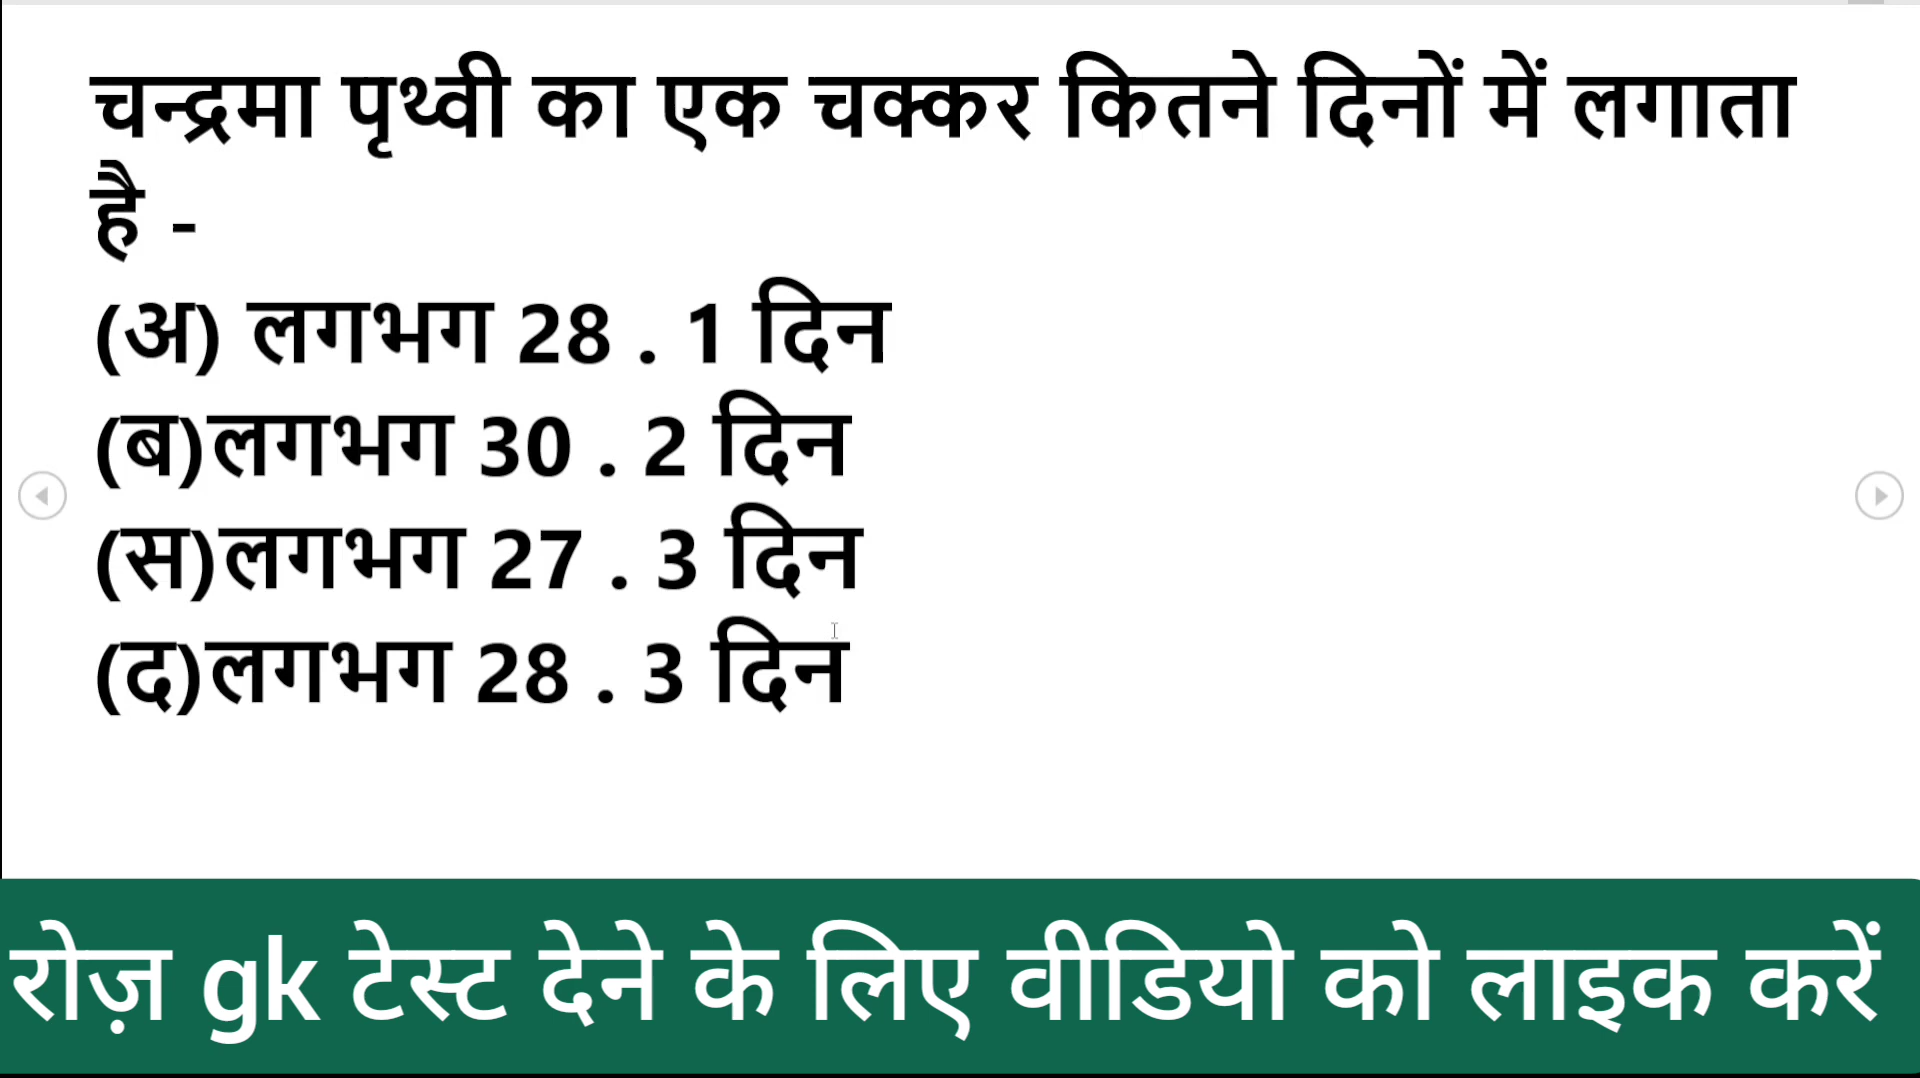 चन्द्रमा पृथ्वी का एक चक्कर कितने दिनों में लगाता
है -
(अ) लगभग 28 . 1 दिन
(ब)लगभग 30 . 2 दिन
(स)लगभग 27 . 3 दिन
(द)लगभग 28 . 3 दिन
रोज़ gk टेस्ट देने के लिए वीडियो को लाइक करें